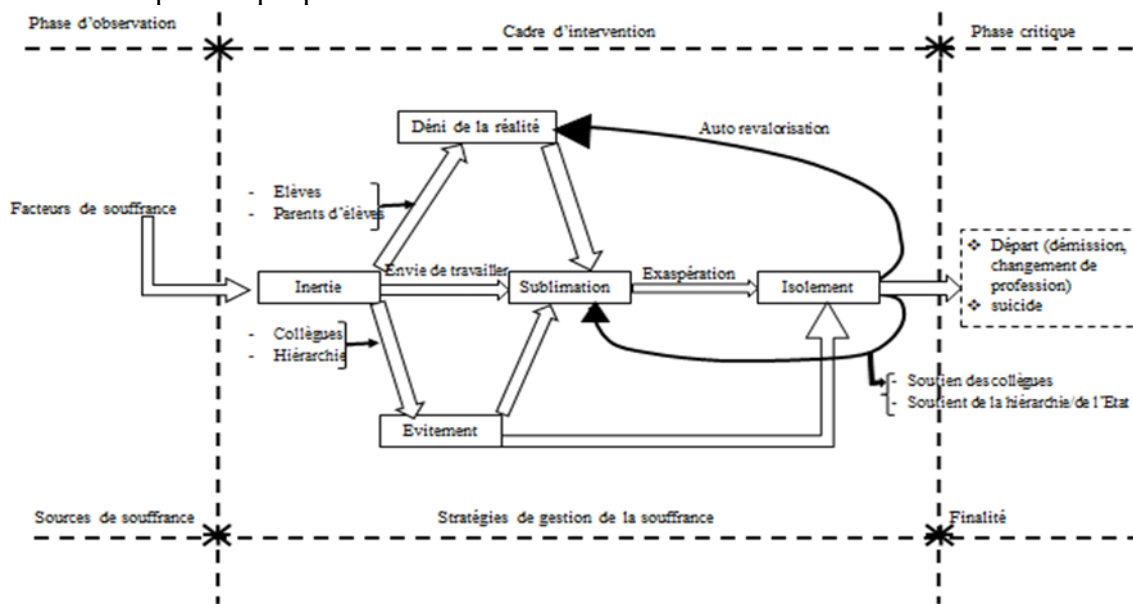 Phase d'observation
Cadre d'intervention
Phase critique
Déni de la réalité
Auto revalorisation
- Elèves
- Parents d'élèves
Facteurs de souffrance
Envie de travailler
Inertie
Sublimation
Exaspération
Isolement
❖ Départ (démission,
changement de
profession)
❖ suicide
- Collègues
- Hiérarchie
- Soutien des collègues
- Soutient de la hiérarchie/de l'Etat
Evitement
Sources de souffrance
Stratégies de gestion de la souffrance
Finalité